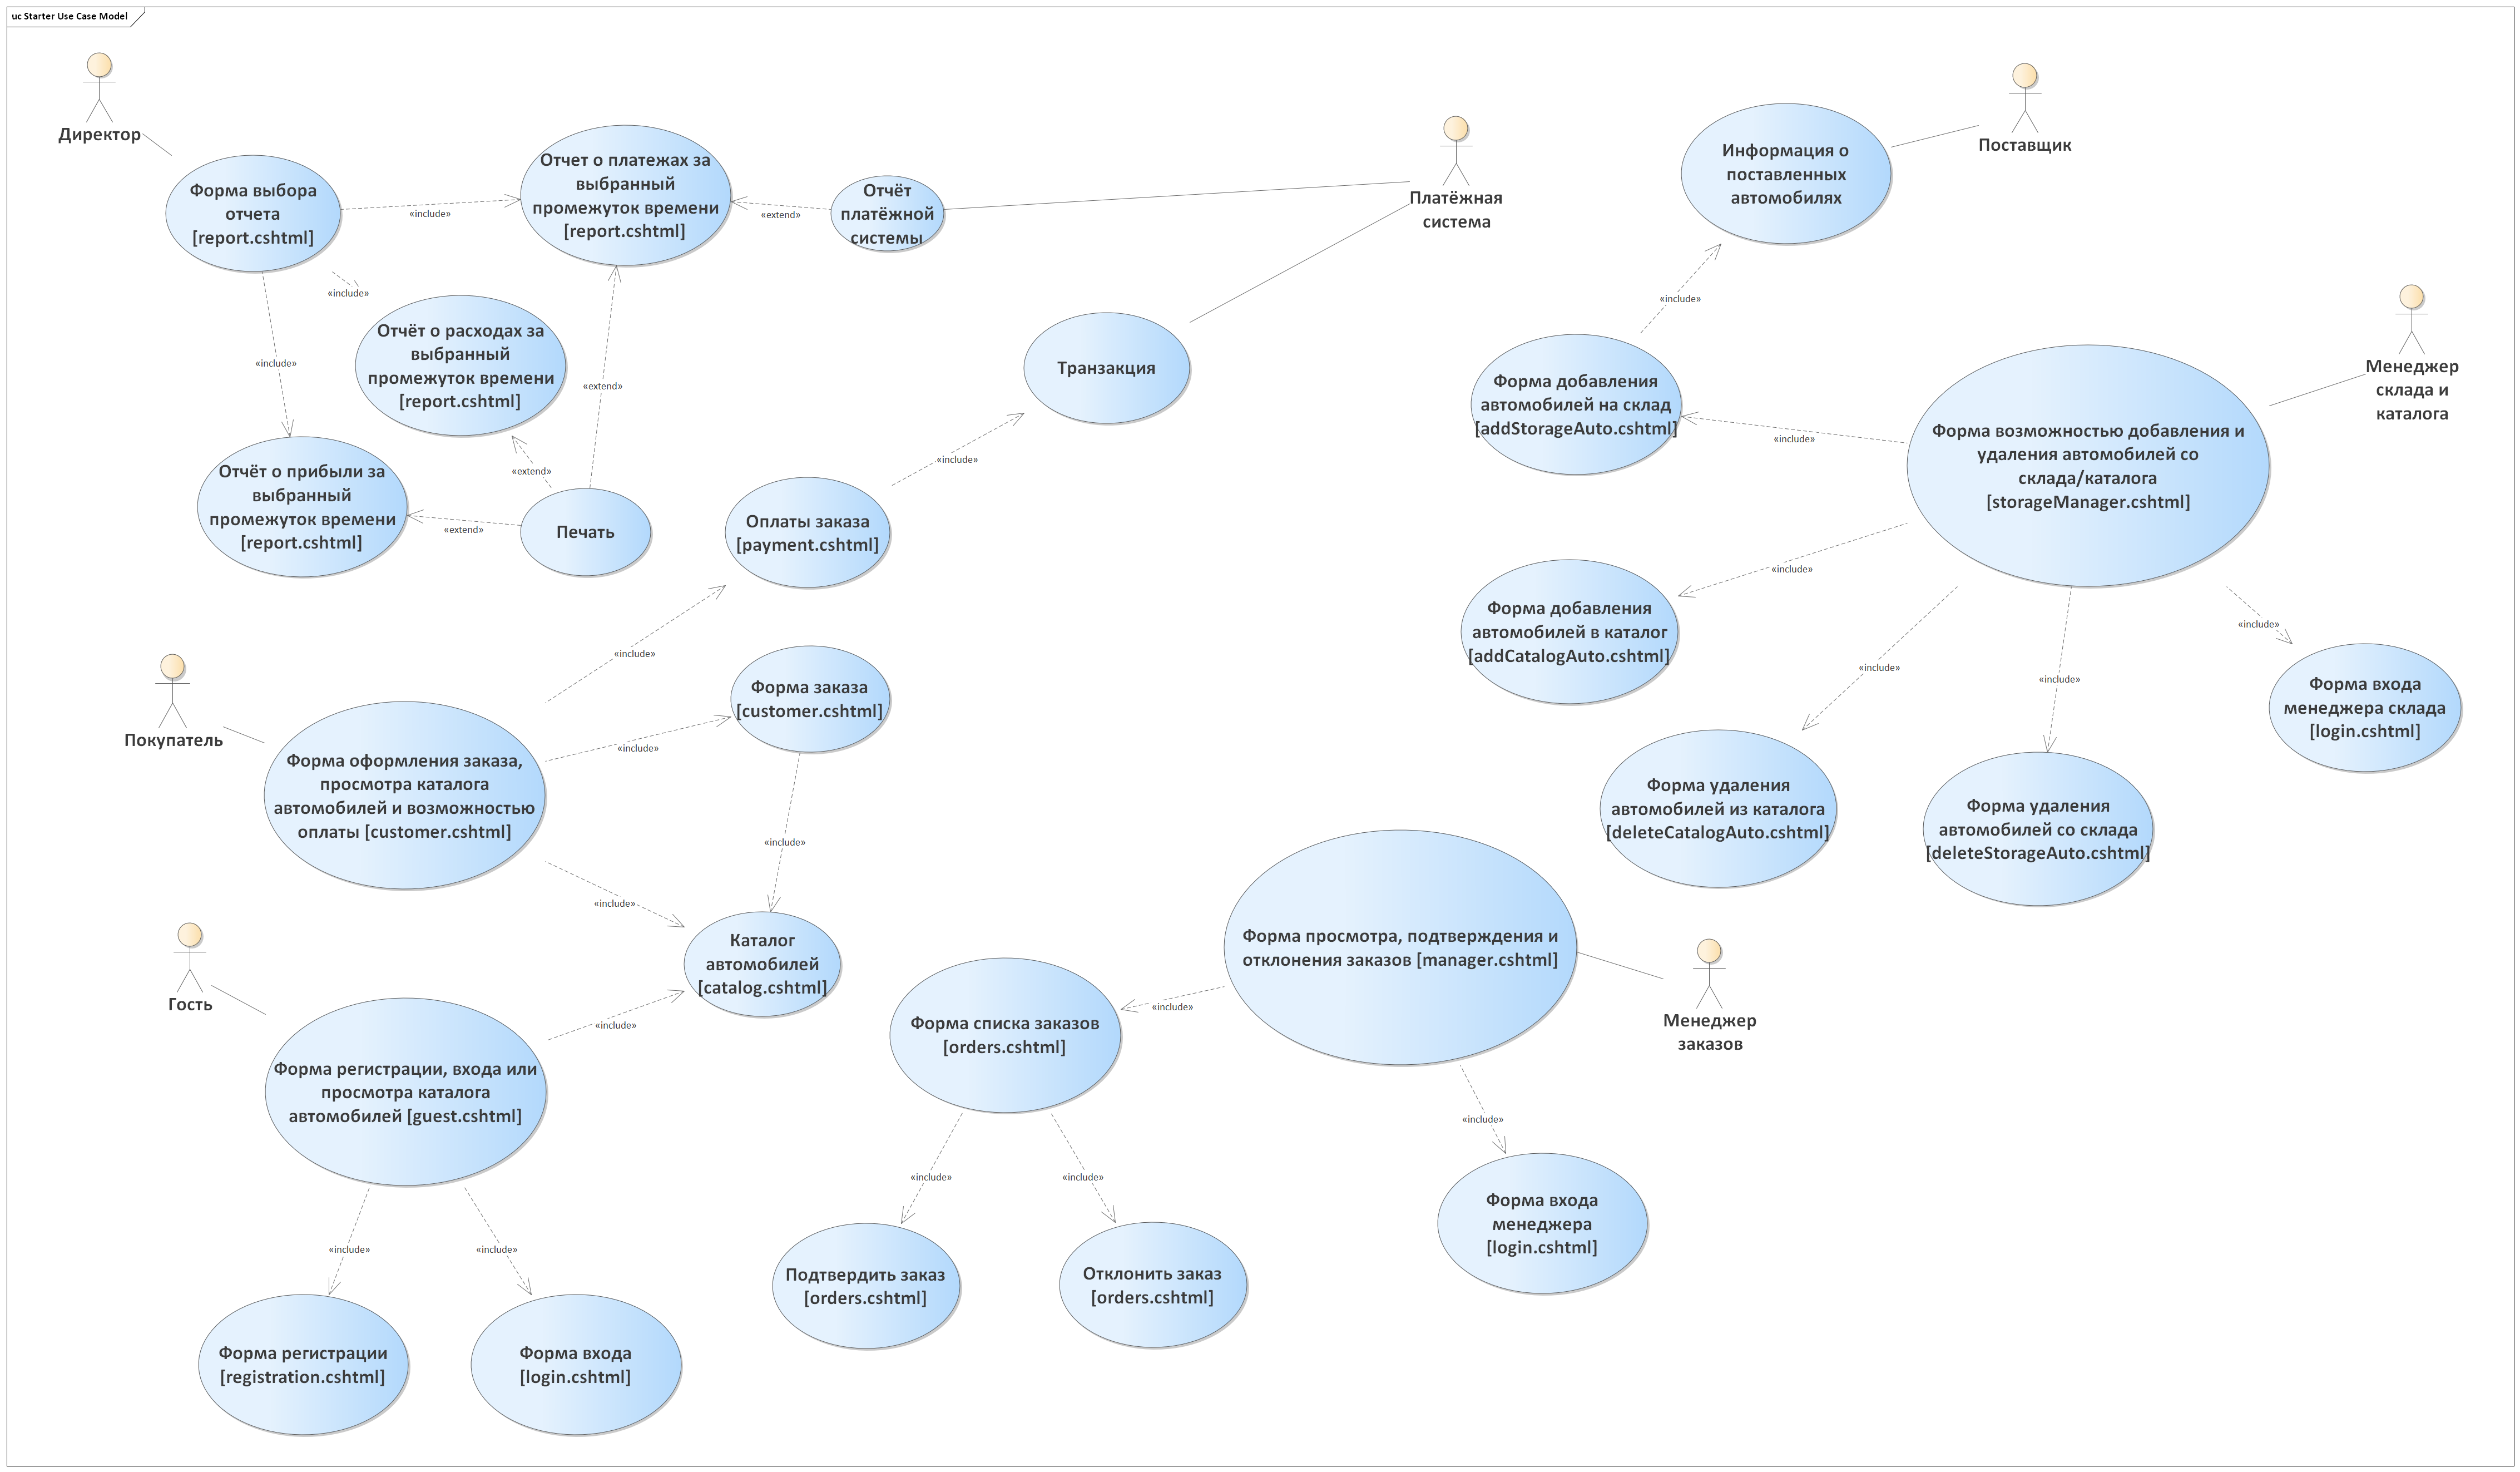 uc Starter Use Case Model
Директор
Форма выбора
отчета
[report.cshtml]
«include»
Отчет о платежах за
выбранный
промежуток времени
[report.cshtml]
«extend»
Отчёт
платёжной
системы
Платёжная
система
«include»
Отчёт о расходах за
выбранный
промежуток времени
[report.cshtml]
«include»
«extend»
«extend»
Отчёт о прибыли за
выбранный
промежуток времени
[report.cshtml]
«extend»
Печать
Транзакция
«include»
Оплаты заказа
[payment.cshtml]
«include»
Покупатель
Форма оформления заказа,
просмотра каталога
автомобилей и возможностью
оплаты [customer.cshtml]
«include»
Форма заказа
[customer.cshtml]
«include»
«include»
Каталог
автомобилей
[catalog.cshtml]
Гость
Форма регистрации, входа или
просмотра каталога
автомобилей [guest.cshtml]
«include»
«include»
«include»
Форма регистрации
[registration.cshtml]
Форма входа
[login.cshtml]
Поставщик
Информация о
поставленных
автомобилях
«include»
Форма добавления
автомобилей на склад
[addStorageAuto.cshtml]
«include»
Менеджер
склада и
каталога
Форма возможностью добавления и
удаления автомобилей со
склада/каталога
[storageManager.cshtml]
«include»
Форма добавления
автомобилей в каталог
[addCatalogAuto.cshtml]
«include»
«include»
«include»
Форма входа
менеджера склада
[login.cshtml]
Форма удаления
автомобилей из каталога
[deleteCatalogAuto.cshtml]
Форма удаления
автомобилей со склада
[deleteStorageAuto.cshtml]
Форма просмотра, подтверждения и
отклонения заказов [manager.cshtml]
Менеджер
заказов
«include»
Форма списка заказов
[orders.cshtml]
«include»
«include»
«include»
Форма входа
менеджера
[login.cshtml]
Подтвердить заказ
[orders.cshtml]
Отклонить заказ
[orders.cshtml]